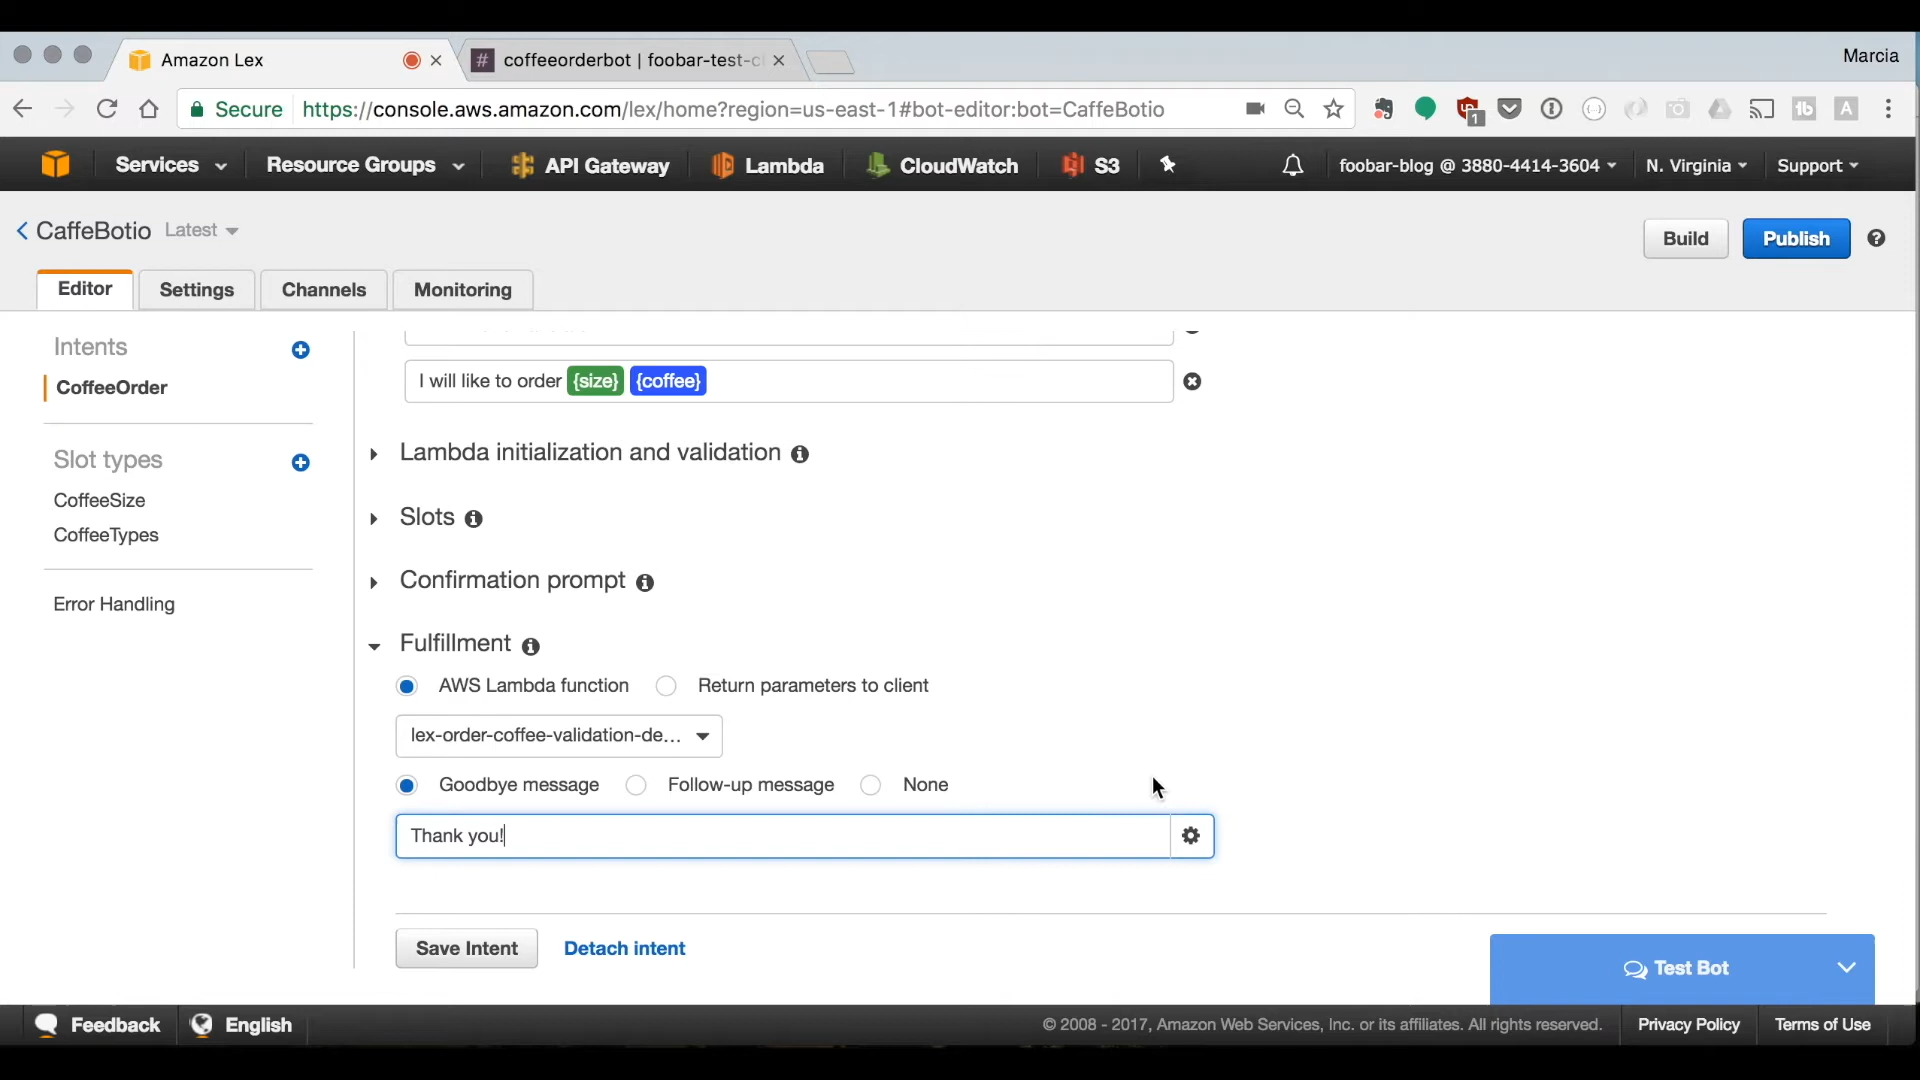 Amazon Lex
coffeeorderbot | foobar-test-c
Marcia
Secure https://console.aws.amazon.com/lex/home?region=us-east-1#bot-editor:bot=CaffeBotio
1
1b
A
Services Resource Groups API Gateway Lambda CloudWatch S3 foobar-blog @ 3880-4414-3604 N. Virginia Support
CaffeBotio Latest
Build Publish
Editor Settings Channels Monitoring
Intents
CoffeeOrder
Slot types
CoffeeSize
CoffeeTypes
Error Handling
I will like to order {size} {coffee}
Lambda initialization and validation
Slots
Confirmation prompt
Fulfillment
AWS Lambda function Return parameters to client
lex-order-coffee-validation-de...
Goodbye message Follow-up message None
Thank you!
Save Intent Detach intent
Test Bot
Feedback English © 2008 - 2017, Amazon Web Services, Inc. or its affiliates. All rights reserved. Privacy Policy Terms of Use